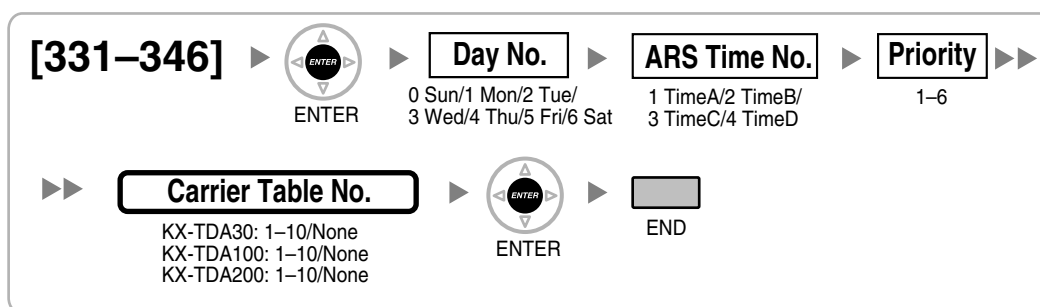 [331–346] ENTER Day No. ARS Time No. Priority
ENTER
0 Sun/1 Mon/2 Tue/
3 Wed/4 Thu/5 Fri/6 Sat
1 TimeA/2 TimeB/
3 TimeC/4 TimeD
1–6
Carrier Table No. ENTER
KX-TDA30: 1–10/None
KX-TDA100: 1–10/None
KX-TDA200: 1–10/None
ENTER
END